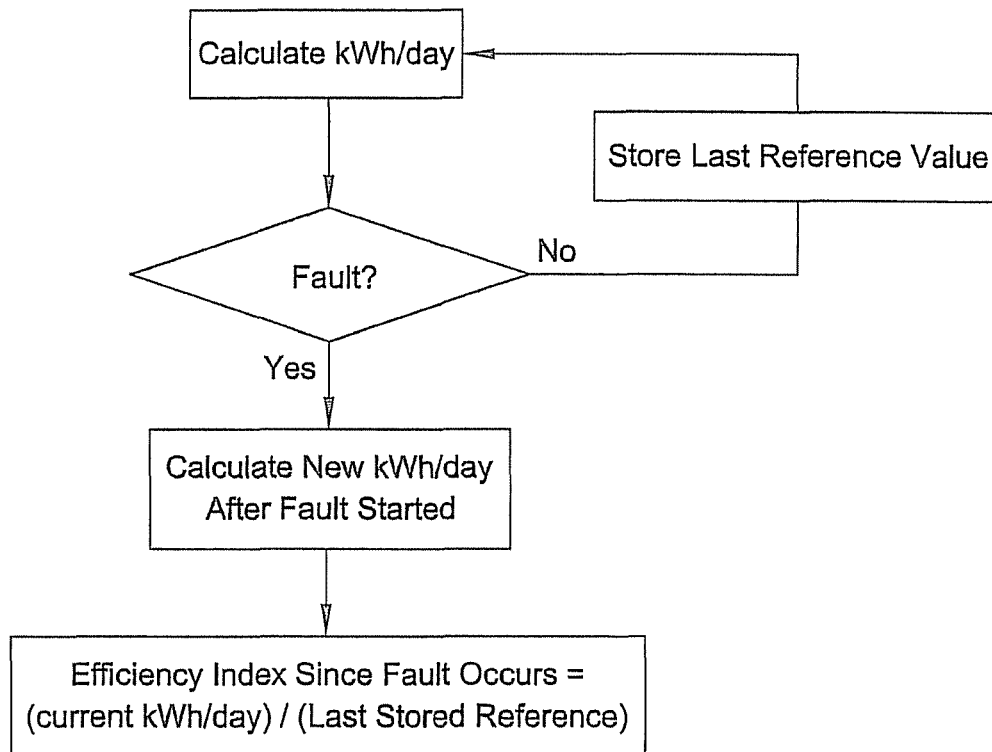 Calculate kWh/day
Store Last Reference Value
Fault?
No
Yes
Calculate New kWh/day
After Fault Started
Efficiency Index Since Fault Occurs =
(current kWh/day) / (Last Stored Reference)